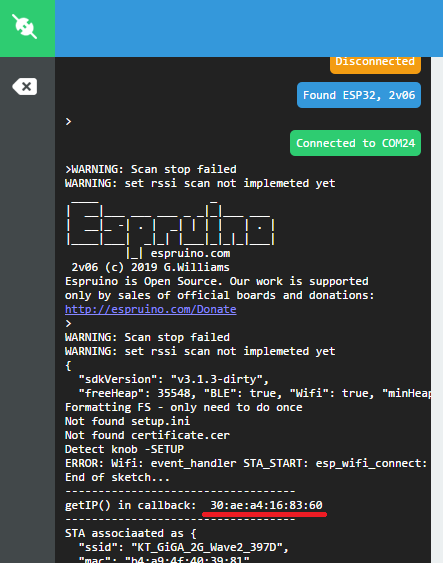 Disconnected
Found ESP32, 2v06
>
Connected to COM24
>WARNING: Scan stop failed
WARNING: set rssi scan not implemeted yet
 ____                 _
|  __|___ ___ ___ _ _|_|___ ___
|  __|_ -| . |  _| | | |   | . |
|____|___|  _|_| |___|_|_|_|___|
         |_| espruino.com
 2v06 (c) 2019 G.Williams
Espruino is Open Source. Our work is supported
only by sales of official boards and donations:
http://espruino.com/Donate
>
WARNING: Scan stop failed
WARNING: set rssi scan not implemeted yet
{
  "sdkVersion": "v3.1.3-dirty",
  "freeHeap": 35548, "BLE": true, "Wifi": true, "minHeap
Formatting FS - only need to do once
Not found setup.ini
Not found certificate.cer
Detect knob -SETUP
ERROR: Wifi: event_handler STA_START: esp_wifi_connect:
End of sketch...
----------------------------------
getIP() in callback:  30:ae:a4:16:83:60
----------------------------------
STA associaated as {
  "ssid": "KT_GiGA_2G_Wave2_397D",
  "mac": "b4:a9:4f:40:39:81"